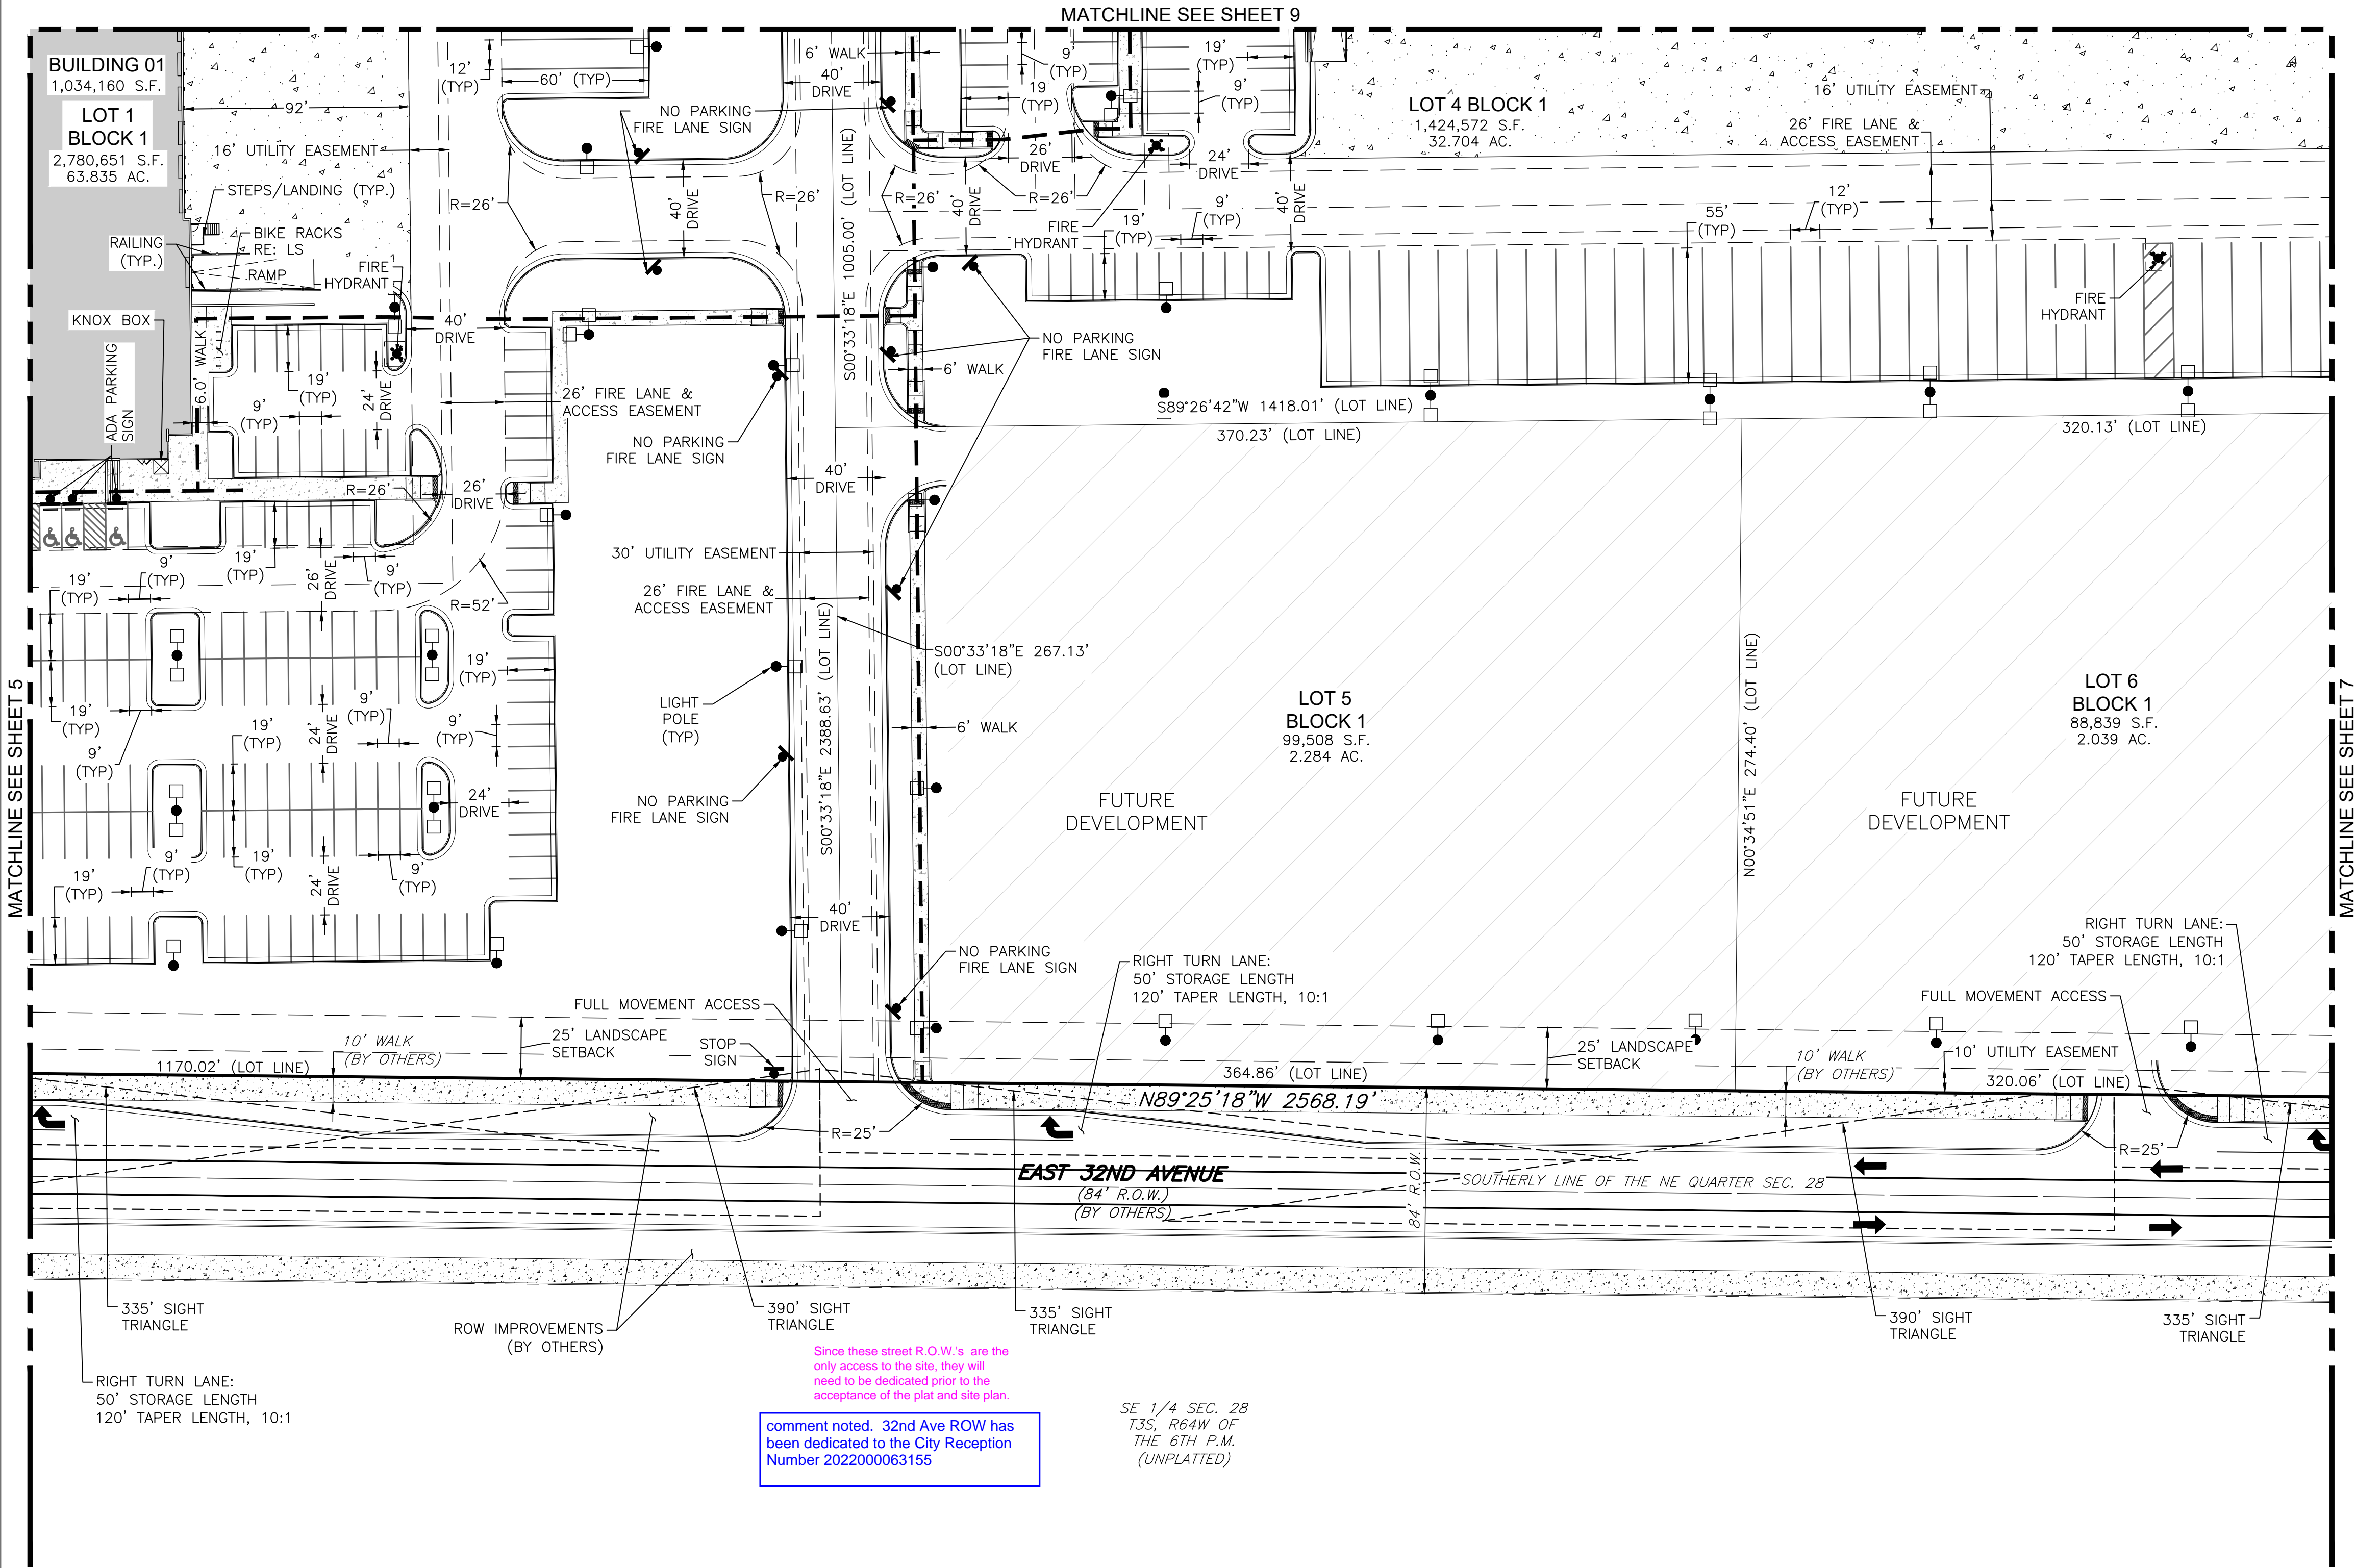 MATCHLINE SEE SHEET 9
BUILDING 01
1,034,160 S.F.
LOT 1
BLOCK 1
2,780,651 S.F.
63.835 AC.
92'
16' UTILITY EASEMENT
STEPS/LANDING (TYP.)
BIKE RACKS
RE: LS
RAILING
(TYP.)
RAMP
FIRE
HYDRANT
KNOX BOX
ADA PARKING
SIGN
6.0' WALK
12'
(TYP)
60' (TYP)
6' WALK
40'
DRIVE
NO PARKING
FIRE LANE SIGN
R=26'
40'
DRIVE
R=26'
S00°33'18"E 1005.00' (LOT LINE)
9'
(TYP)
19
(TYP)
19'
(TYP)
9'
(TYP)
26'
DRIVE
24'
DRIVE
R=26'
R=26'
40'
DRIVE
FIRE
HYDRANT
19'
(TYP)
9'
(TYP)
40'
DRIVE
LOT 4 BLOCK 1
1,424,572 S.F.
32.704 AC.
16' UTILITY EASEMENT
26' FIRE LANE &
ACCESS EASEMENT
12'
(TYP)
55'
(TYP)
FIRE
HYDRANT
40'
DRIVE
19'
(TYP)
9'
(TYP)
24'
DRIVE
26' FIRE LANE &
ACCESS EASEMENT
NO PARKING
FIRE LANE SIGN
NO PARKING
FIRE LANE SIGN
6' WALK
S89°26'42"W 1418.01' (LOT LINE)
370.23' (LOT LINE)
320.13' (LOT LINE)
R=26'
26'
DRIVE
40'
DRIVE
30' UTILITY EASEMENT
26' FIRE LANE &
ACCESS EASEMENT
19'
(TYP)
9'
(TYP)
19'
(TYP)
26'
DRIVE
9'
(TYP)
R=52'
S00°33'18"E 267.13'
(LOT LINE)
S00°33'18"E 2388.63' (LOT LINE)
19'
(TYP)
LIGHT
POLE
(TYP)
6' WALK
19'
(TYP)
9'
(TYP)
19'
(TYP)
24'
DRIVE
9'
(TYP)
9'
(TYP)
24'
DRIVE
NO PARKING
FIRE LANE SIGN
19'
(TYP)
9'
(TYP)
19'
(TYP)
24'
DRIVE
9'
(TYP)
LOT 5
BLOCK 1
99,508 S.F.
2.284 AC.
FUTURE
DEVELOPMENT
N00°34'51"E 274.40' (LOT LINE)
LOT 6
BLOCK 1
88,839 S.F.
2.039 AC.
FUTURE
DEVELOPMENT
MATCHLINE SEE SHEET 5
MATCHLINE SEE SHEET 7
40'
DRIVE
NO PARKING
FIRE LANE SIGN
RIGHT TURN LANE:
50' STORAGE LENGTH
120' TAPER LENGTH, 10:1
RIGHT TURN LANE:
50' STORAGE LENGTH
120' TAPER LENGTH, 10:1
FULL MOVEMENT ACCESS
FULL MOVEMENT ACCESS
10' WALK
(BY OTHERS)
25' LANDSCAPE
SETBACK
STOP
SIGN
25' LANDSCAPE
SETBACK
10' WALK
(BY OTHERS)
10' UTILITY EASEMENT
1170.02' (LOT LINE)
364.86' (LOT LINE)
320.06' (LOT LINE)
N89°25'18"W 2568.19'
R=25'
R=25'
EAST 32ND AVENUE
(84' R.O.W.)
(BY OTHERS)
84' R.O.W.
SOUTHERLY LINE OF THE NE QUARTER SEC. 28
335' SIGHT
TRIANGLE
ROW IMPROVEMENTS
(BY OTHERS)
390' SIGHT
TRIANGLE
335' SIGHT
TRIANGLE
390' SIGHT
TRIANGLE
335' SIGHT
TRIANGLE
RIGHT TURN LANE:
50' STORAGE LENGTH
120' TAPER LENGTH, 10:1
Since these street R.O.W.'s are the
only access to the site, they will
need to be dedicated prior to the
acceptance of the plat and site plan.
comment noted. 32nd Ave ROW has
been dedicated to the City Reception
Number 2022000063155
SE 1/4 SEC. 28
T3S, R64W OF
THE 6TH P.M.
(UNPLATTED)